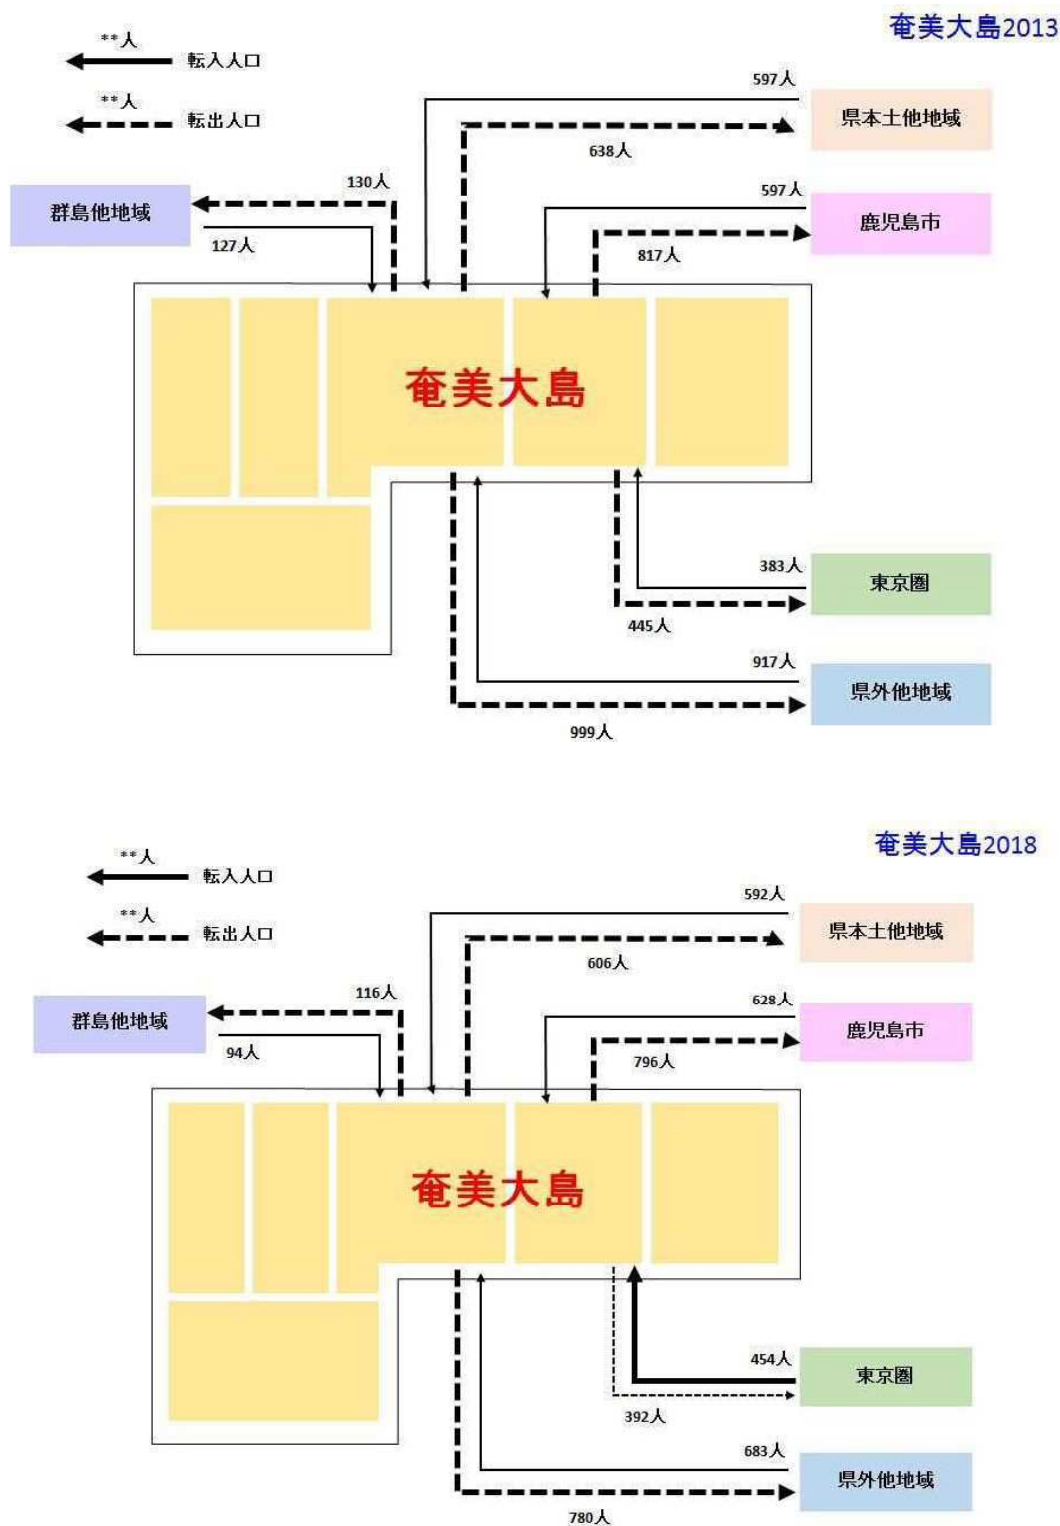 奄美大島2013
**人
転入人口
**人
転出人口
597人
県本土他地域
638人
130人
群島他地域
127人
597人
鹿児島市
817人
奄美大島
383人
東京圏
445人
917人
県外他地域
999人
奄美大島2018
**人
転入人口
**人
転出人口
592人
県本土他地域
606人
116人
群島他地域
94人
628人
鹿児島市
796人
奄美大島
454人
東京圏
392人
683人
県外他地域
780人